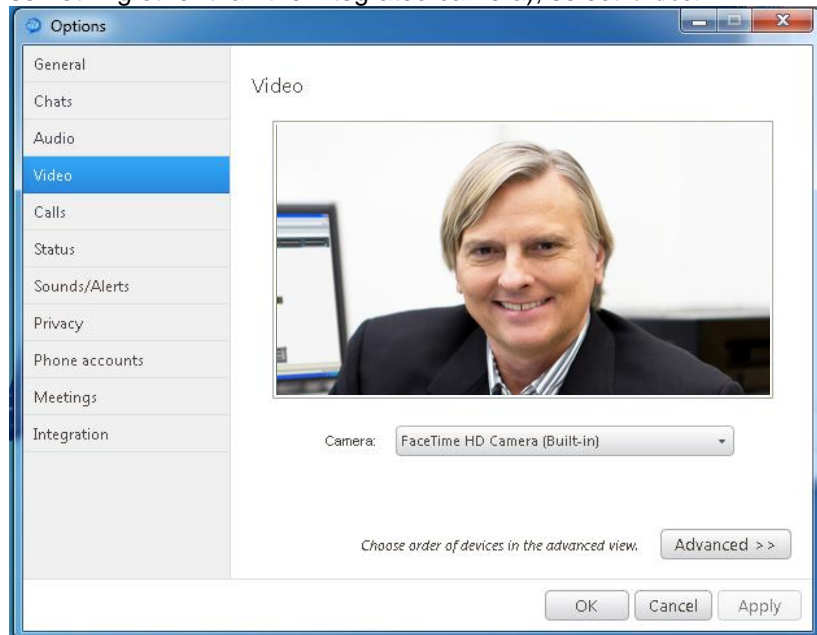 Options
General
Chats
Audio
Video
Calls
Status
Sounds/Alerts
Privacy
Phone accounts
Meetings
Integration
Video
Camera: FaceTime HD Camera (Built-in)
Choose order of devices in the advanced view. Advanced >>
OK Cancel Apply